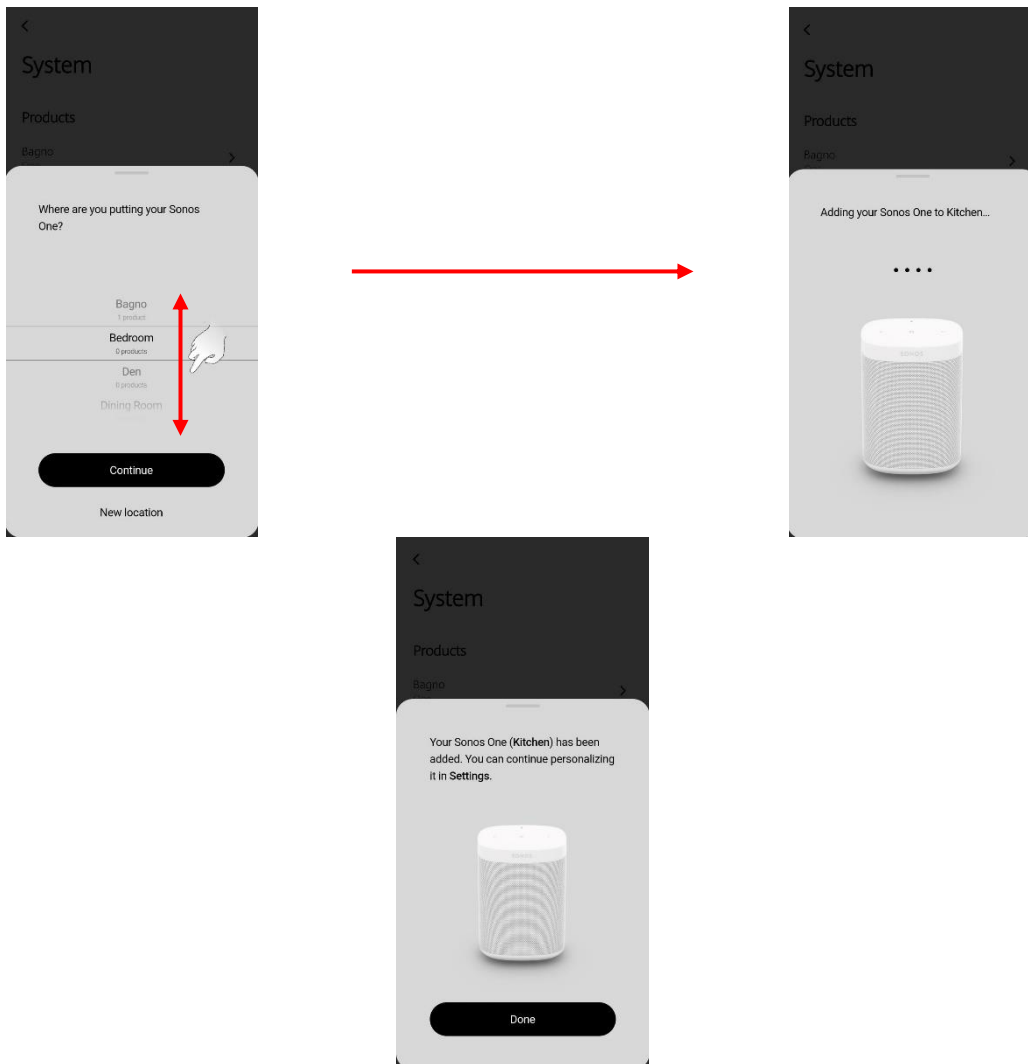 System
Products
Bagno
Where are you putting your Sonos
One?
Bagno
1 product
Bedroom
0 products
Den
0 products
Dining Room
Continue
New location
System
Products
Bagno
Adding your Sonos One to Kitchen...
SONOS
System
Products
Bagno
Your Sonos One (Kitchen) has been
added. You can continue personalizing
it in Settings.
SONOS
Done